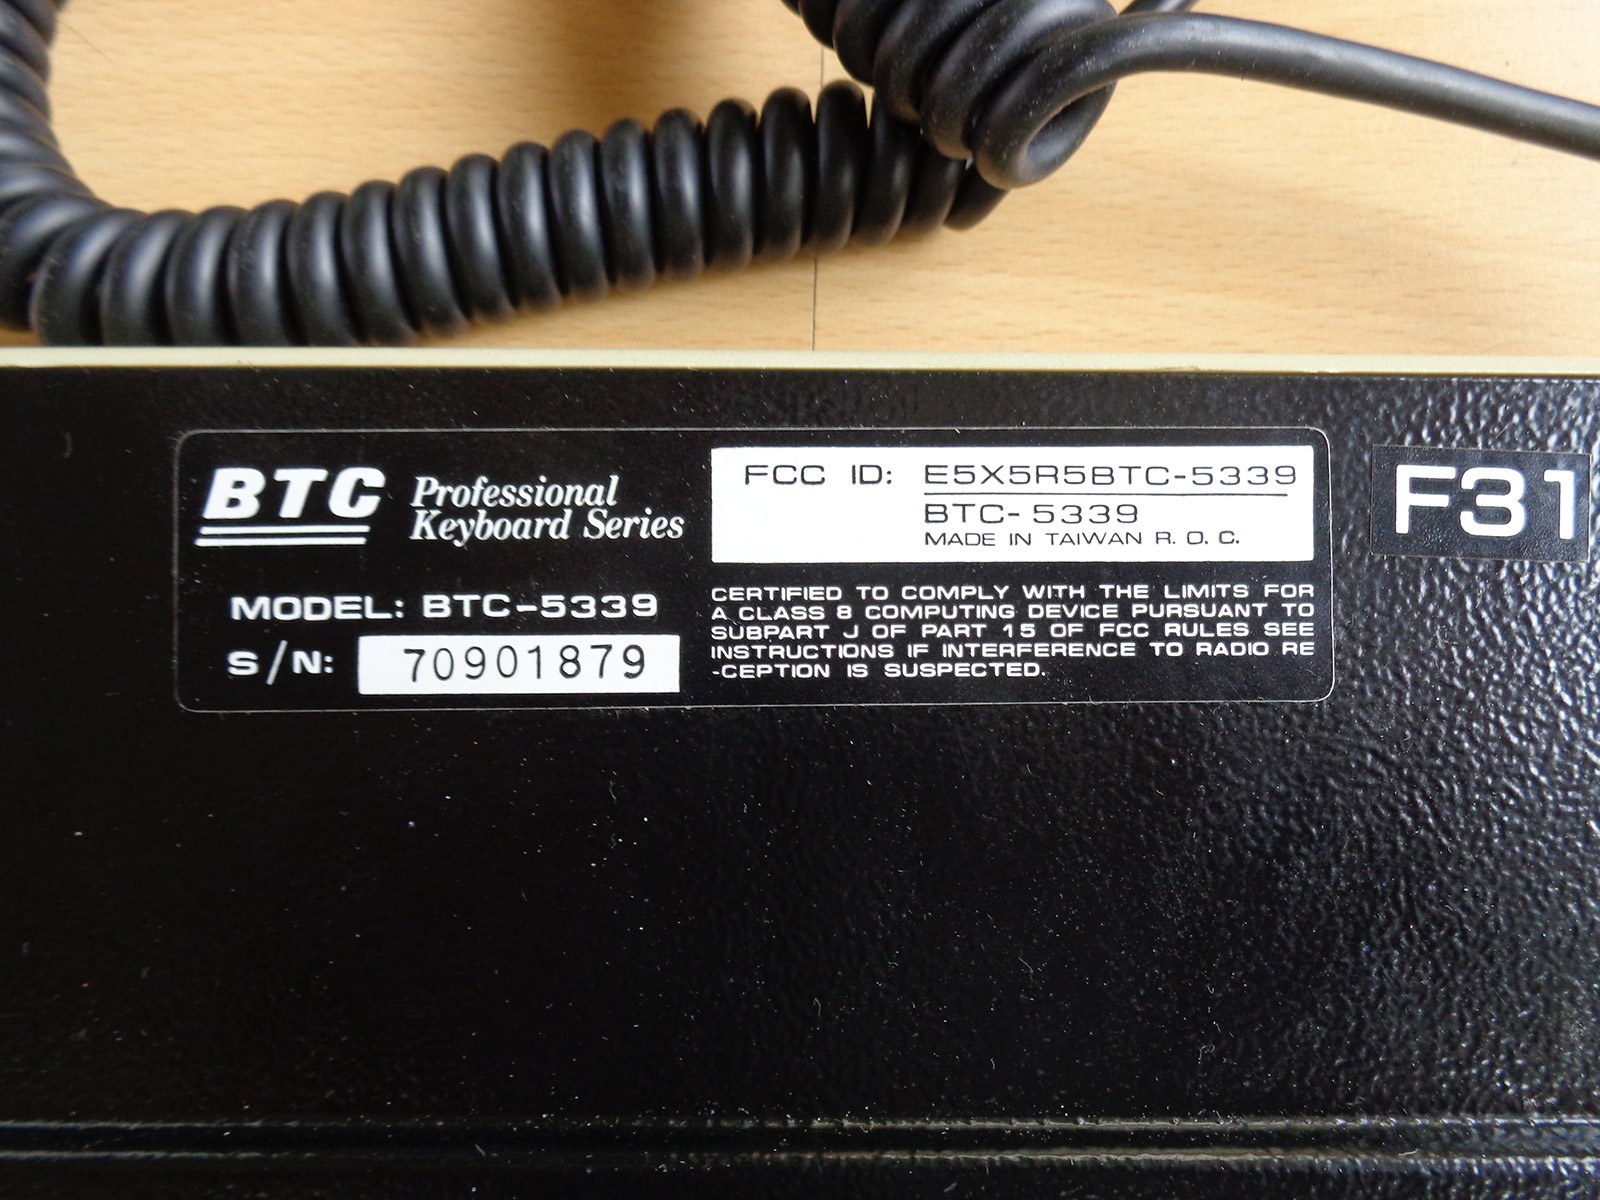 BTC Professional
Keyboard Series
MODEL: BTC-5339
S/N: 70901879
FCC ID: E5X5R5BTC-5339
BTC-5339
MADE IN TAIWAN R. O. C.
CERTIFIED TO COMPLY WITH THE LIMITS FOR
A CLASS B COMPUTING DEVICE PURSUANT TO
SUBPART J OF PART 15 OF FCC RULES SEE
INSTRUCTIONS IF INTERFERENCE TO RADIO RE
-CEPTION IS SUSPECTED.
F31